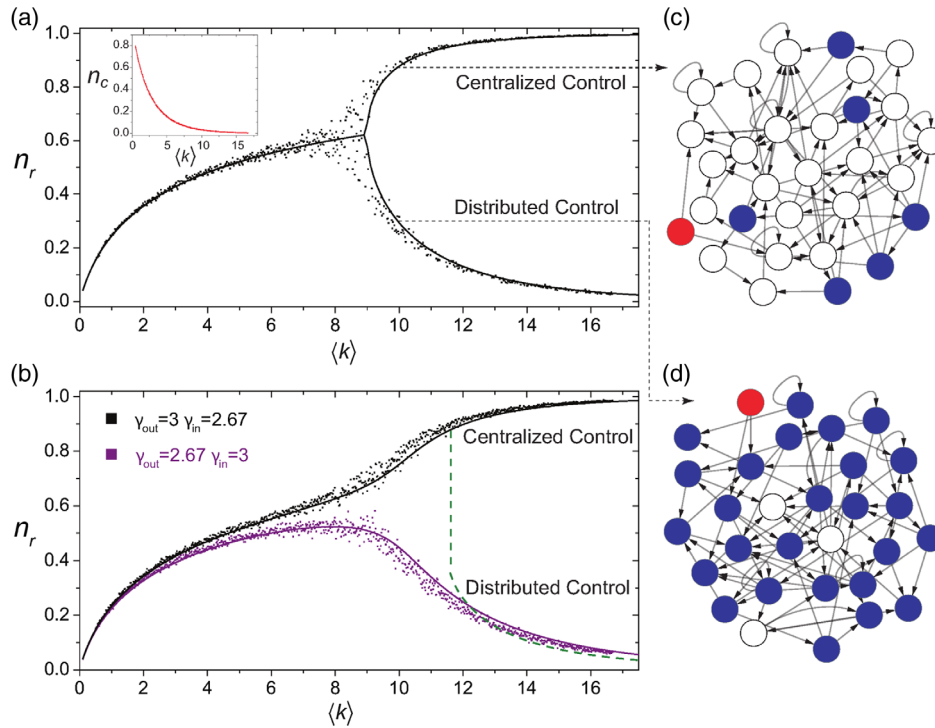 (a)
1.0
0.8
0.6
0.4
0.2
0.0
n_r
0.8
0.6
0.4
0.2
0.0
n_c
0 5 10 15
⟨k⟩
Centralized Control
Distributed Control
0 2 4 6 8 10 12 14 16
⟨k⟩
(b)
1.0
0.8
0.6
0.4
0.2
0.0
n_r
γ_out=3 γ_in=2.67
γ_out=2.67 γ_in=3
Centralized Control
Distributed Control
0 2 4 6 8 10 12 14 16
⟨k⟩
(c)
(d)